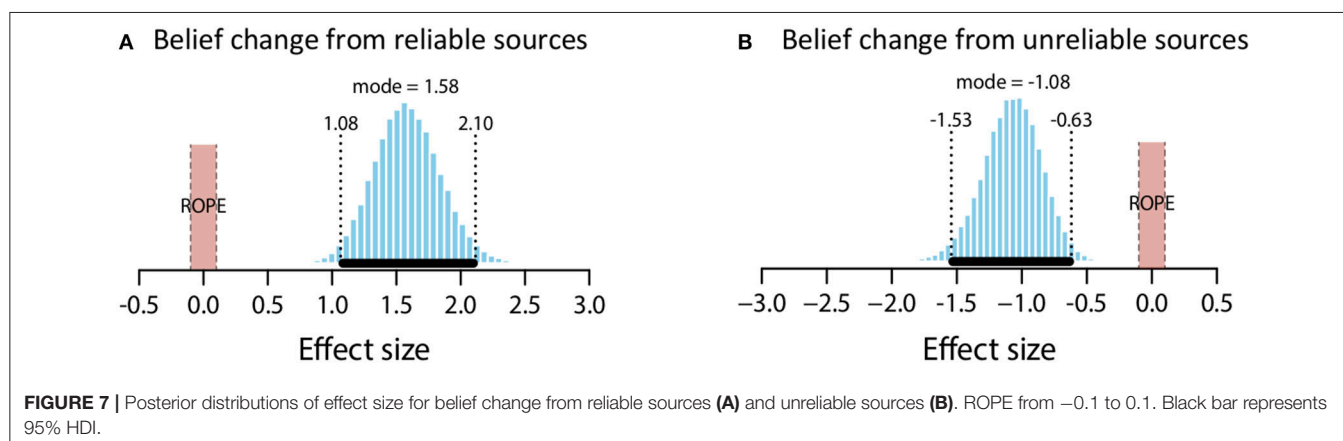 A Belief change from reliable sources
mode = 1.58
1.08
2.10
ROPE
-0.5 0.0 0.5 1.0 1.5 2.0 2.5 3.0
Effect size
B Belief change from unreliable sources
mode = -1.08
-1.53
-0.63
ROPE
−3.0 −2.5 −2.0 -1.5 -1.0 -0.5 0.0 0.5
Effect size
FIGURE 7 | Posterior distributions of effect size for belief change from reliable sources (A) and unreliable sources (B). ROPE from −0.1 to 0.1. Black bar represents
95% HDI.